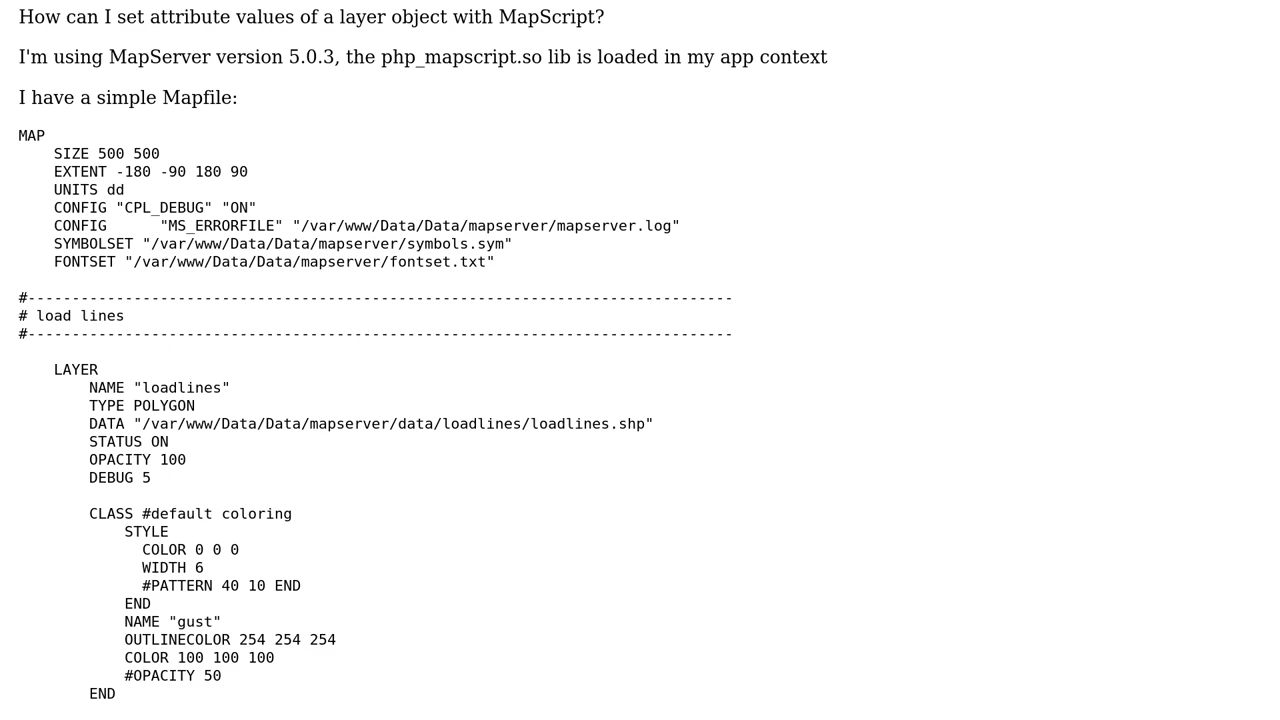 How can I set attribute values of a layer object with MapScript?
I'm using MapServer version 5.0.3, the php_mapscript.so lib is loaded in my app context
I have a simple Mapfile:
MAP
    SIZE 500 500
    EXTENT -180 -90 180 90
    UNITS dd
    CONFIG "CPL_DEBUG" "ON"
    CONFIG      "MS_ERRORFILE" "/var/www/Data/Data/mapserver/mapserver.log"
    SYMBOLSET "/var/www/Data/Data/mapserver/symbols.sym"
    FONTSET "/var/www/Data/Data/mapserver/fontset.txt"
#--------------------------------------------------------------------------------
# load lines
#--------------------------------------------------------------------------------
    LAYER
        NAME "loadlines"
        TYPE POLYGON
        DATA "/var/www/Data/Data/mapserver/data/loadlines/loadlines.shp"
        STATUS ON
        OPACITY 100
        DEBUG 5
        CLASS #default coloring
            STYLE
              COLOR 0 0 0
              WIDTH 6
              #PATTERN 40 10 END
            END
            NAME "gust"
            OUTLINECOLOR 254 254 254
            COLOR 100 100 100
            #OPACITY 50
        END